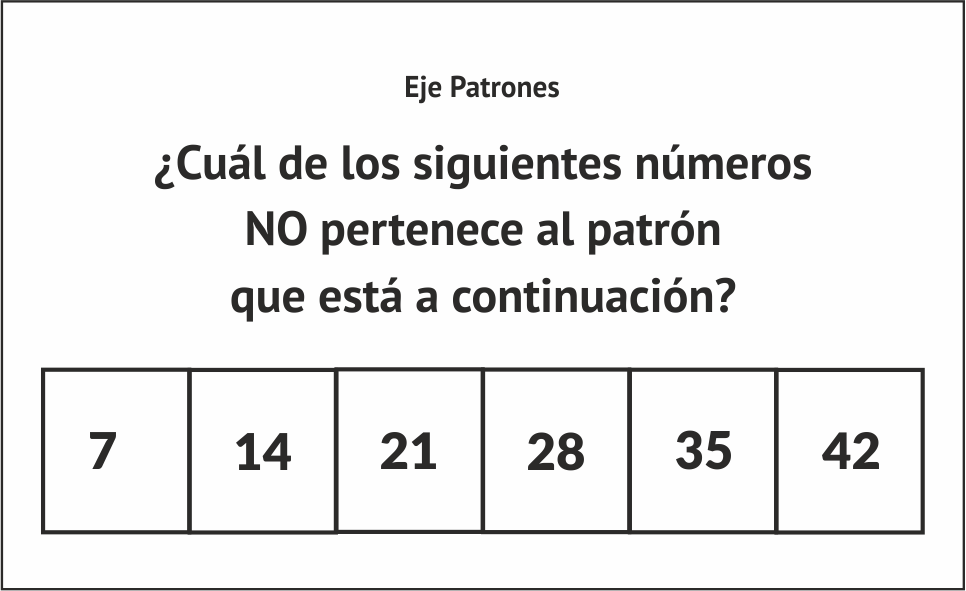 Eje Patrones
¿Cuál de los siguientes números
NO pertenece al patrón
que está a continuación?
7 14 21 28 35 42